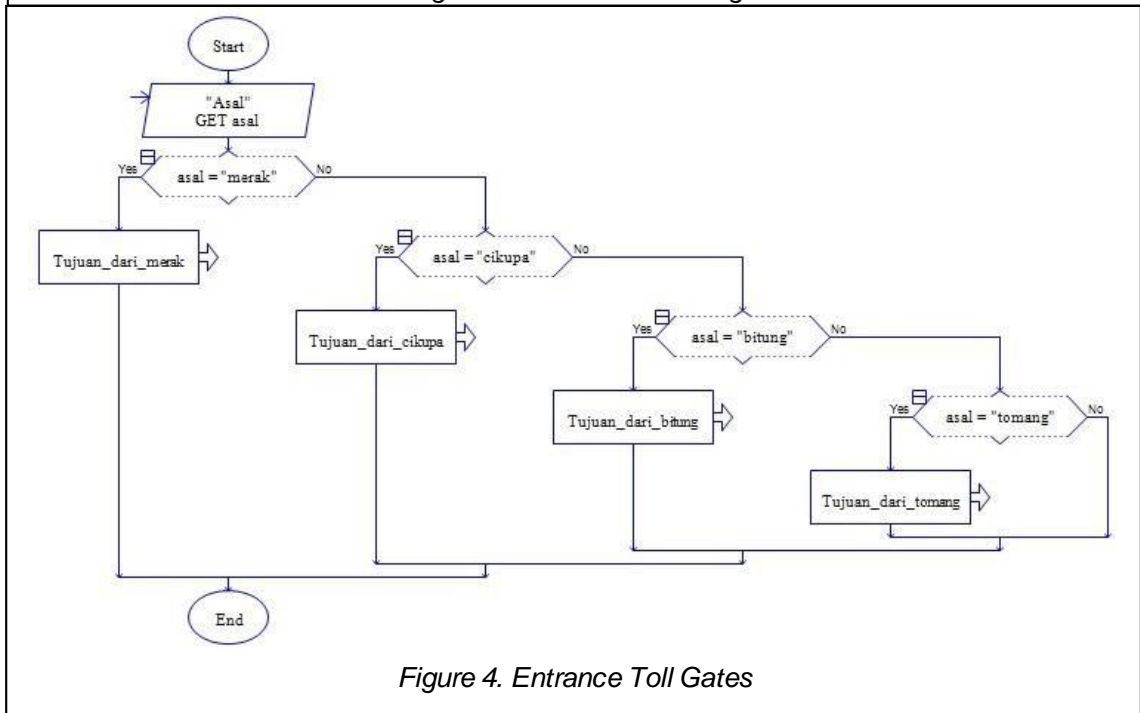 Start
"Asal"
GET asal
Yes
asal = "merak"
No
Tujuan_dari_merak
Yes
asal = "cikupa"
No
Tujuan_dari_cikupa
Yes
asal = "bitung"
No
Tujuan_dari_bitung
Yes
asal = "tomang"
No
Tujuan_dari_tomang
End
Figure 4. Entrance Toll Gates